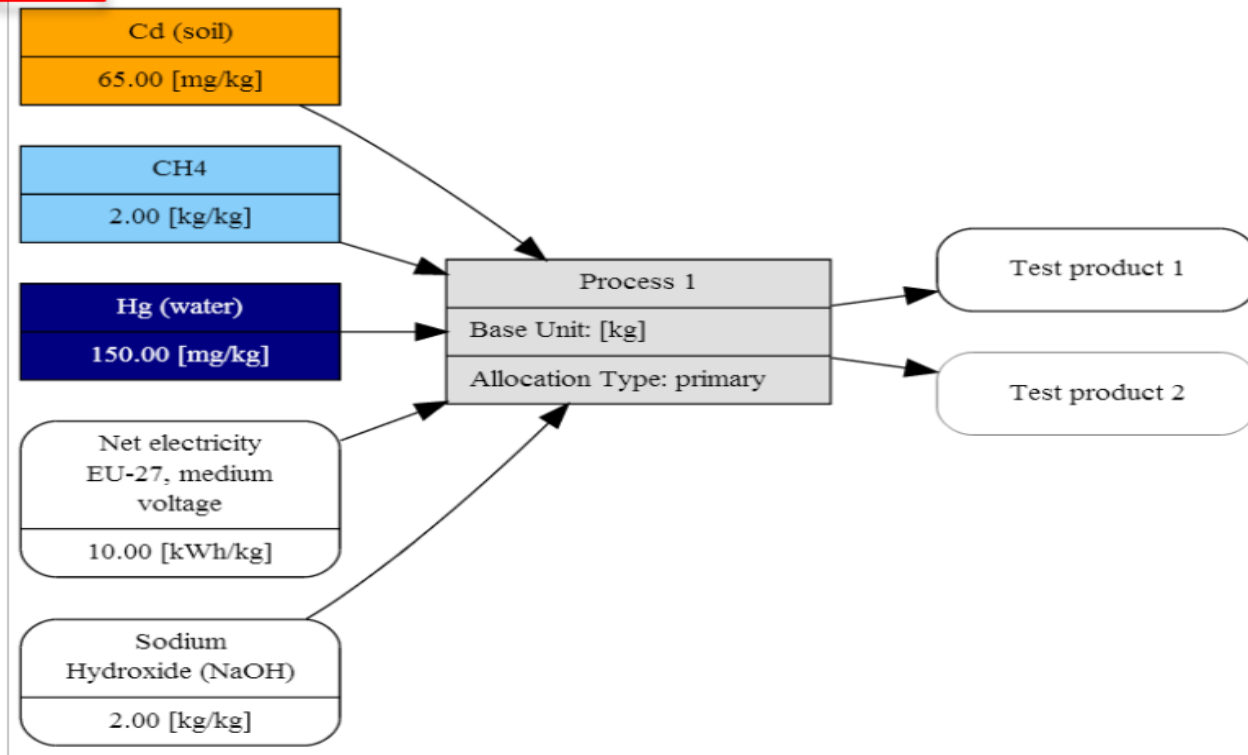 Cd (soil)
65.00 [mg/kg]
CH4
2.00 [kg/kg]
Hg (water)
150.00 [mg/kg]
Net electricity
EU-27, medium
voltage
10.00 [kWh/kg]
Sodium
Hydroxide (NaOH)
2.00 [kg/kg]
Process 1
Base Unit: [kg]
Allocation Type: primary
Test product 1
Test product 2